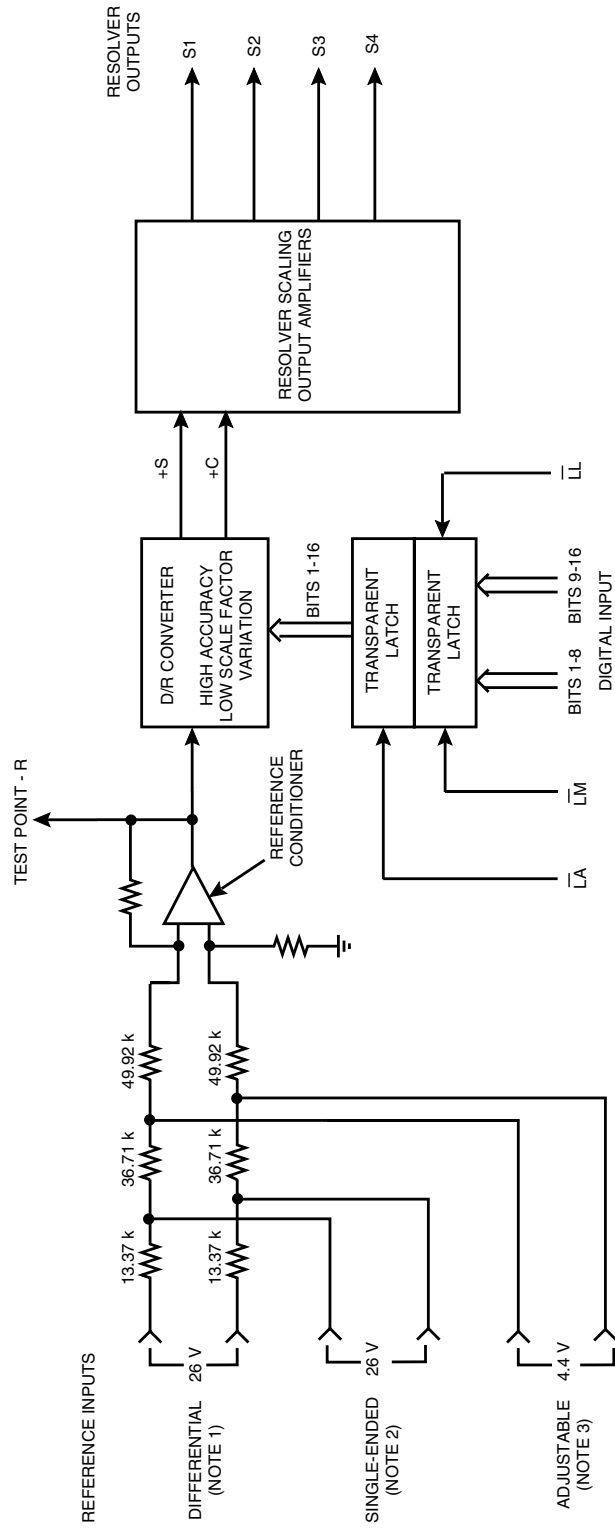 REFERENCE INPUTS
DIFFERENTIAL
(NOTE 1)
26 V
SINGLE-ENDED
(NOTE 2)
26 V
ADJUSTABLE
(NOTE 3)
4.4 V
13.37 k
36.71 k
49.92 k
13.37 k
36.71 k
49.92 k
TEST POINT - R
REFERENCE
CONDITIONER
D/R CONVERTER
HIGH ACCURACY
LOW SCALE FACTOR
VARIATION
+S
+C
RESOLVER SCALING
OUTPUT AMPLIFIERS
RESOLVER
OUTPUTS
S1
S2
S3
S4
BITS 1-16
TRANSPARENT
LATCH
TRANSPARENT
LATCH
L̅A
L̅M
BITS 1-8
BITS 9-16
L̅L
DIGITAL INPUT